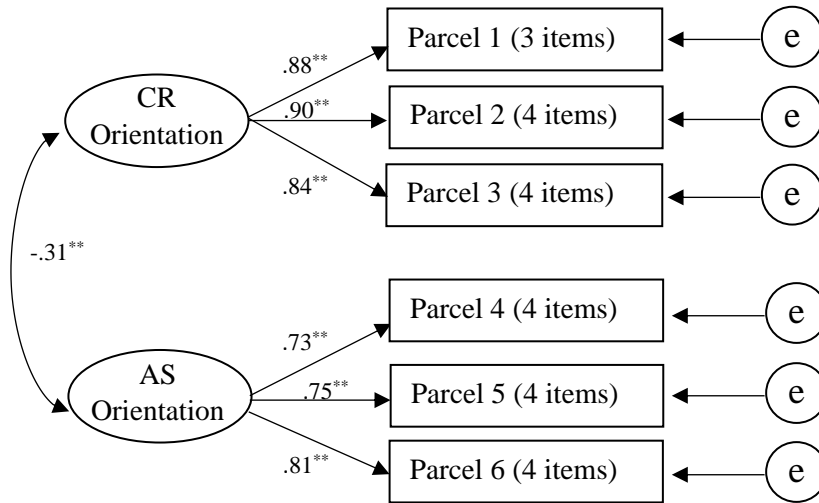 Parcel 1 (3 items)
e
.88**
CR
Orientation
.90**
Parcel 2 (4 items)
e
.84**
Parcel 3 (4 items)
e
-.31**
Parcel 4 (4 items)
e
.73**
AS
Orientation
.75**
Parcel 5 (4 items)
e
.81**
Parcel 6 (4 items)
e